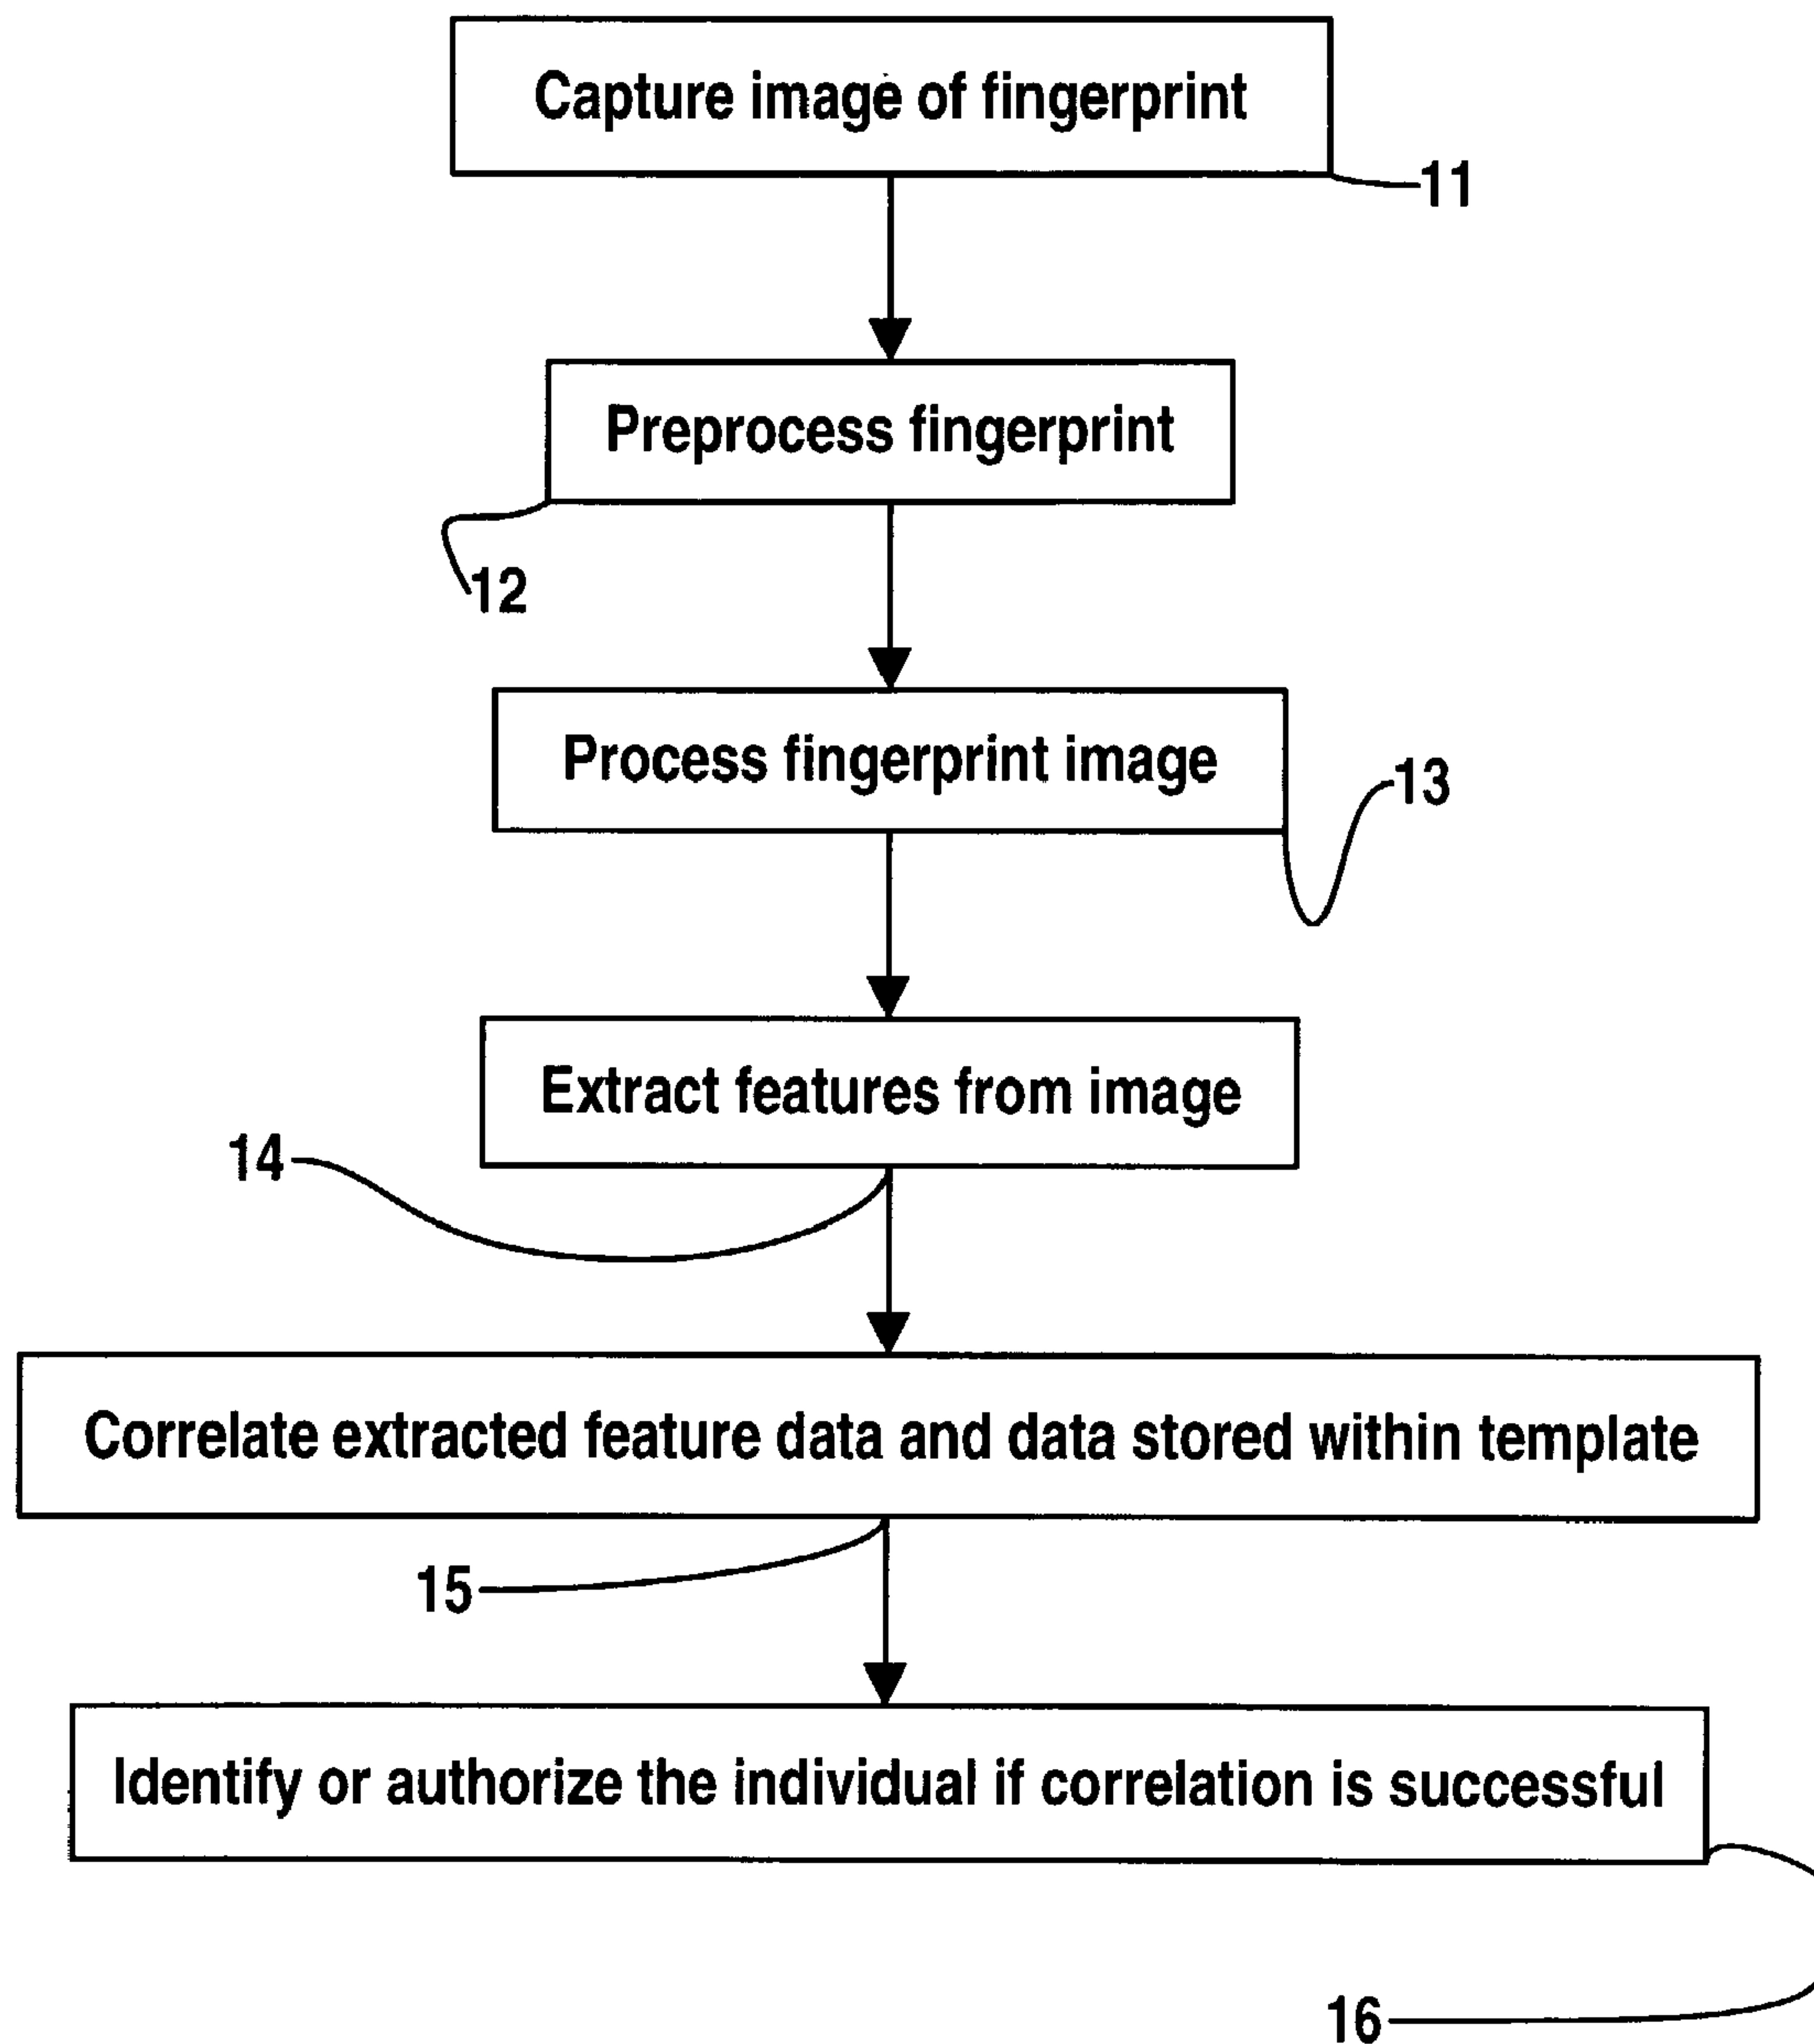 Capture image of fingerprint
11
Preprocess fingerprint
12
Process fingerprint image
13
Extract features from image
14
Correlate extracted feature data and data stored within template
15
Identify or authorize the individual if correlation is successful
16